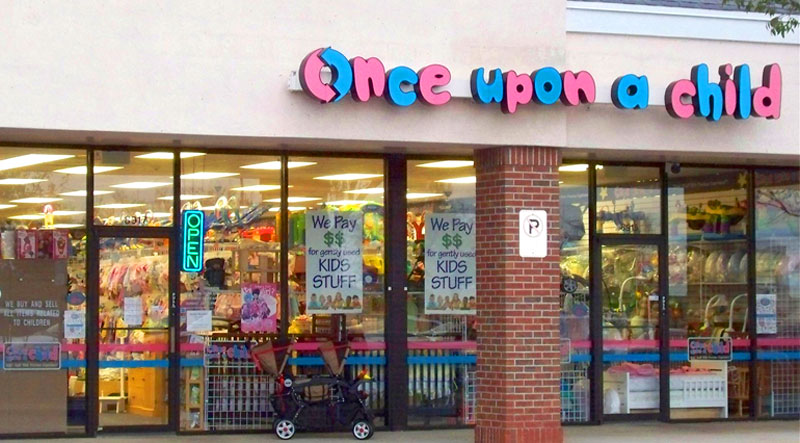 Once upon a child
6317
OPEN
We Pay
$$
for gently used
KIDS
STUFF
We Pay
$$
for gently used
KIDS
STUFF
P
WE BUY AND SELL
ALL ITEMS RELATED
TO CHILDREN